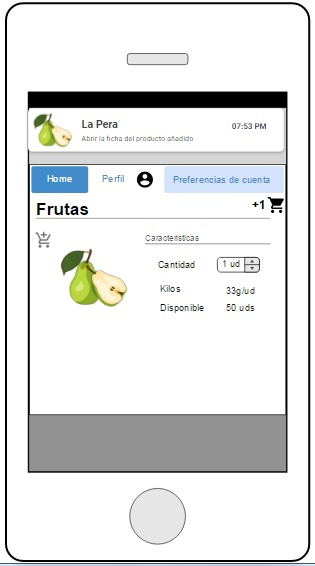 La Pera
07:53 PM
Abrir la ficha del producto añadido
Home Perfil Preferencias de cuenta
Frutas
+1
Caracteristicas
Cantidad 1 ud
Kilos 33g/ud
Disponible 50 uds